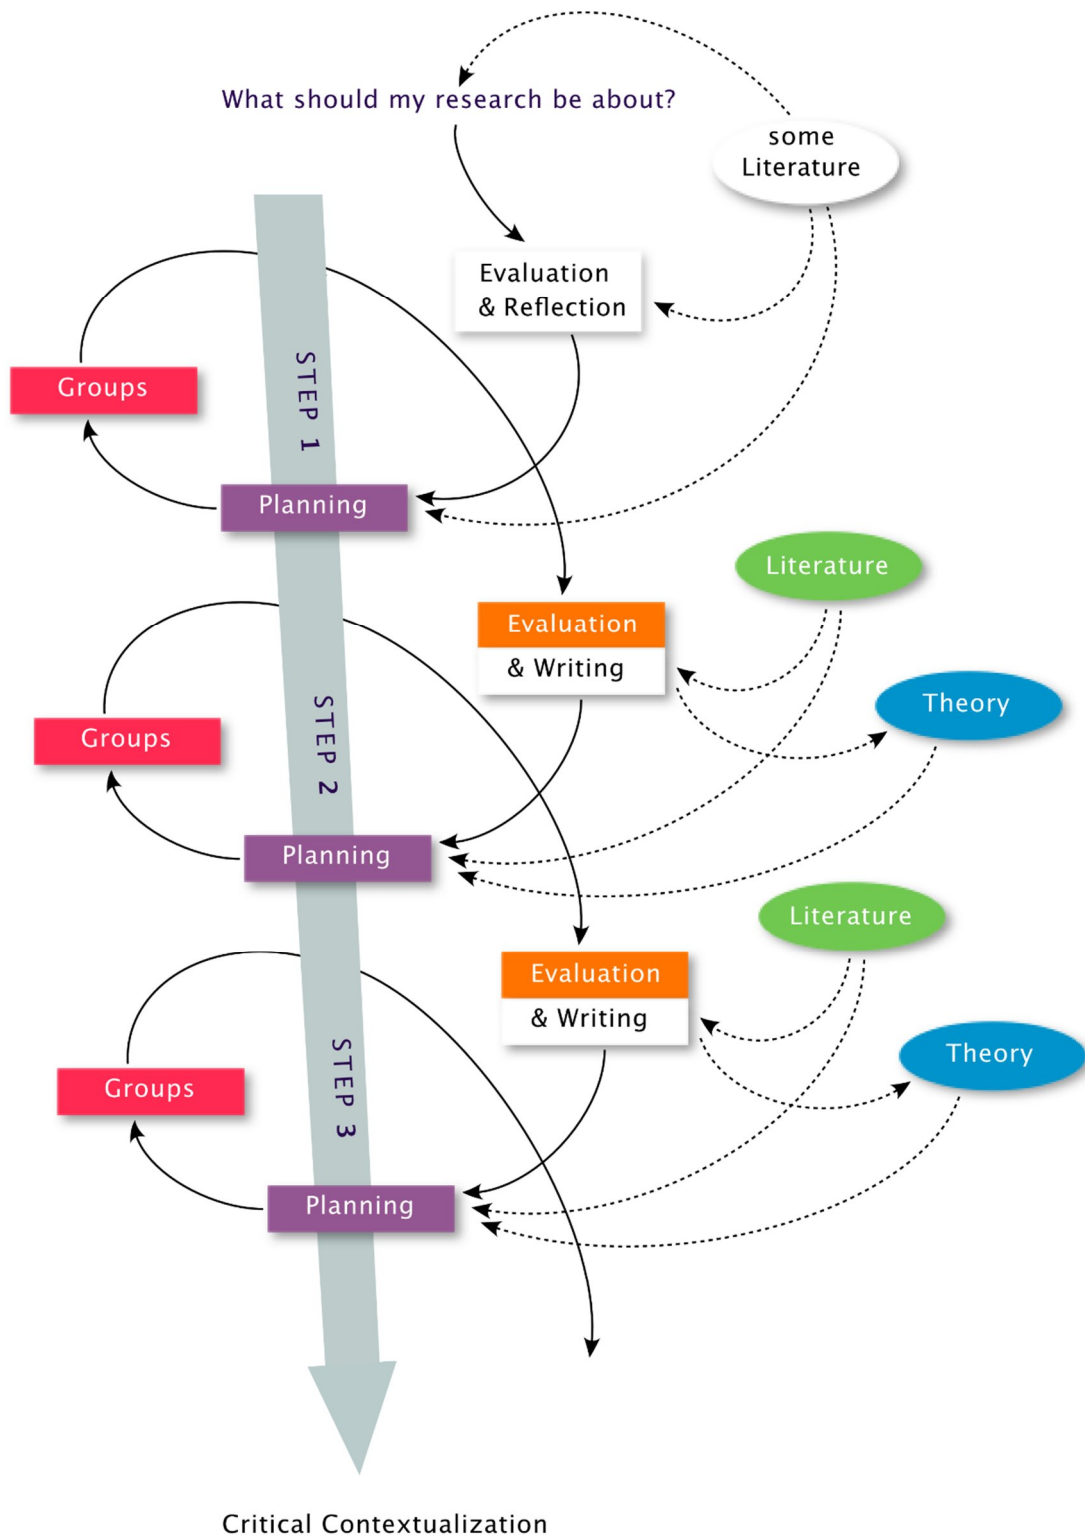 What should my research be about?
some
Literature
Evaluation
& Reflection
STEP 1
Groups
Planning
Literature
Evaluation
& Writing
Theory
STEP 2
Groups
Planning
Literature
Evaluation
& Writing
Theory
STEP 3
Groups
Planning
Critical Contextualization